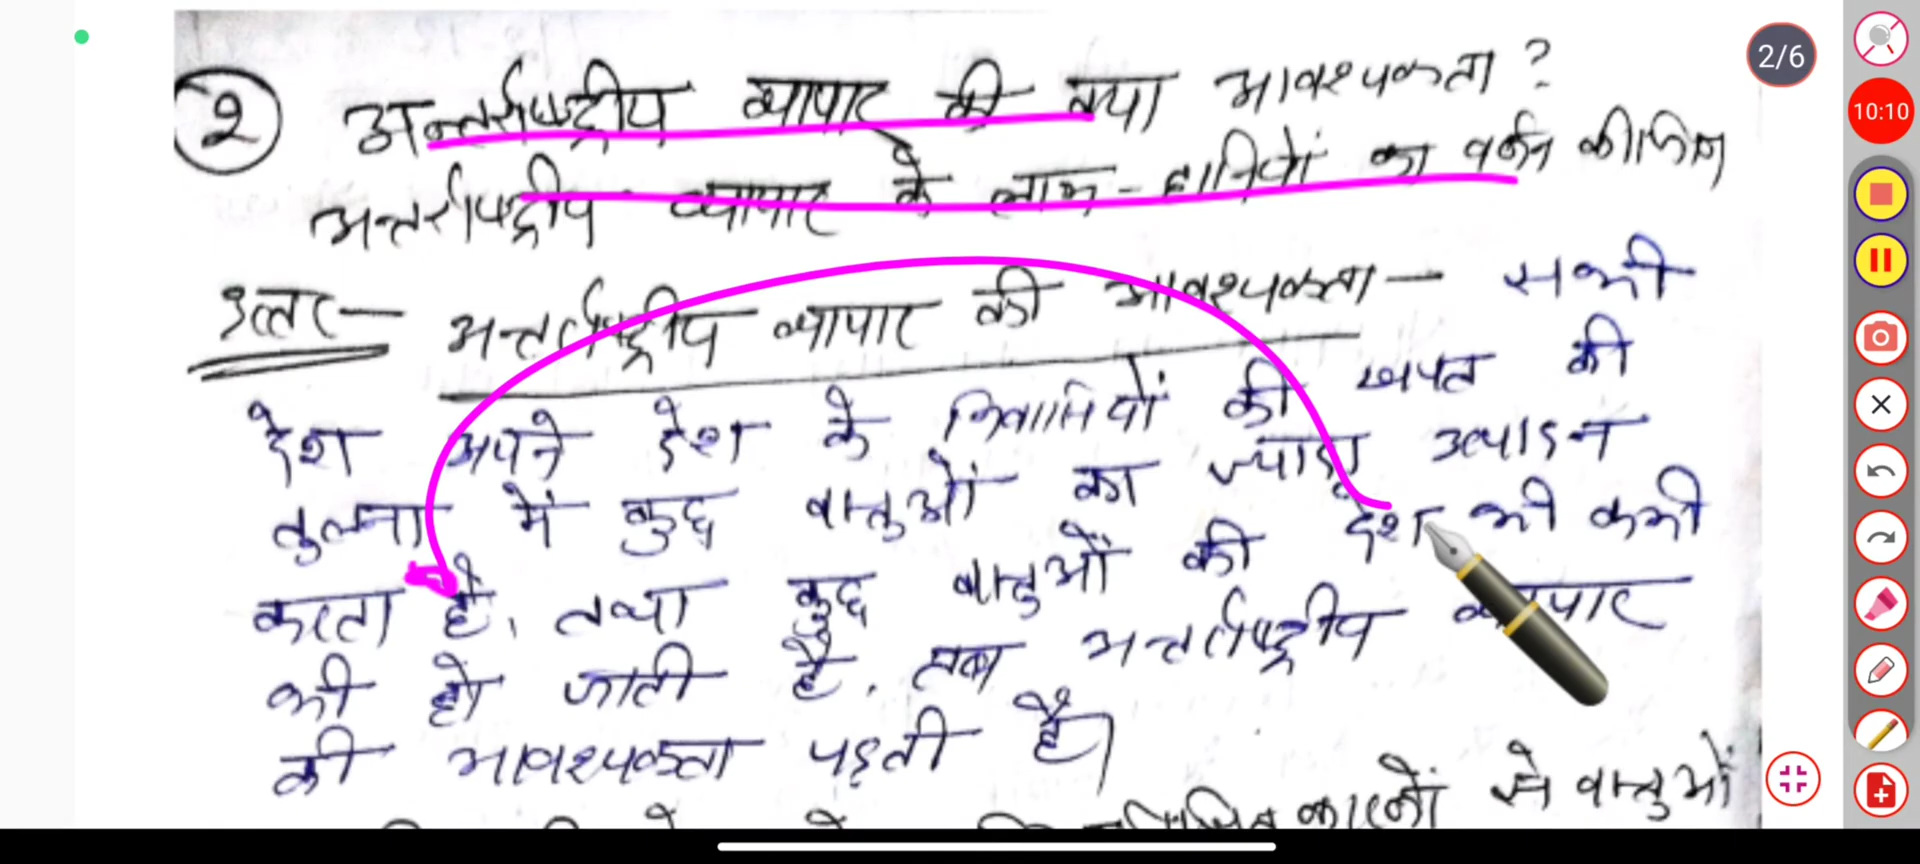 2/6
10:10
② अन्तर्राष्ट्रीय व्यापार की क्या आवश्यकता ?
अन्तर्राष्ट्रीय व्यापार के लाभ - हानियों का वर्णन कीजिए
उत्तर — अन्तर्राष्ट्रीय व्यापार की आवश्यकता — सभी
देश अपने देश के निवासियों की खपत की
तुलना में कुछ वस्तुओं का ज्यादा उत्पादन
करता है, तथा कुछ वस्तुओं की देश में कमी
भी हो जाती है, तब अन्तर्राष्ट्रीय व्यापार
की आवश्यकता पड़ती है।
कारणों से वस्तुओं